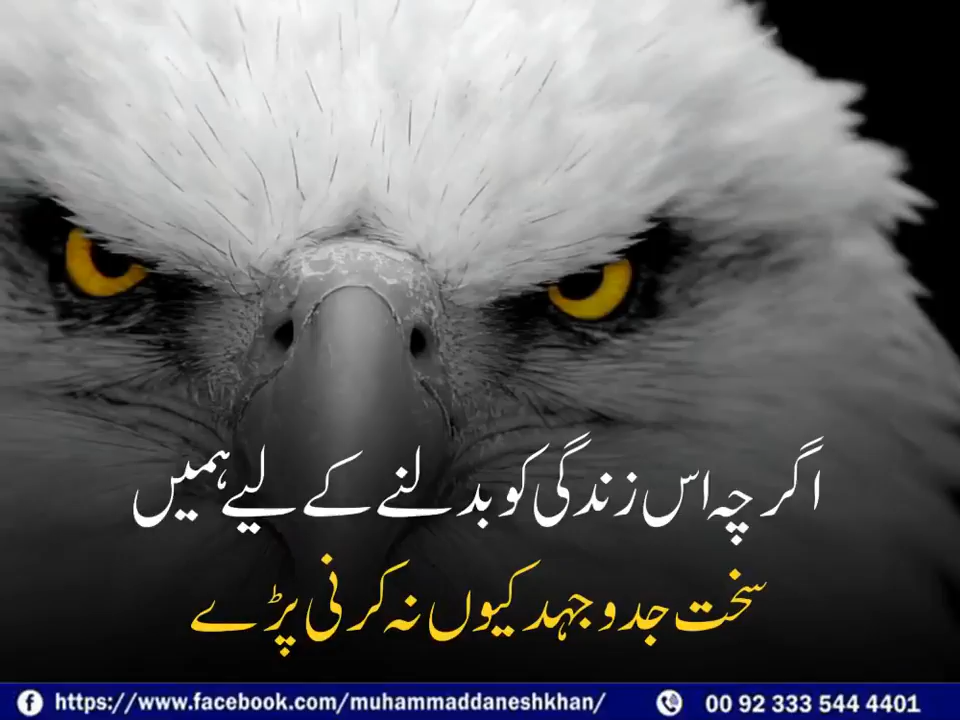 اگرچہ اس زندگی کو بدلنے کے لیے ہمیں
سخت جدوجہد کیوں نہ کرنی پڑے
https://www.facebook.com/muhammaddaneshkhan/ 00 92 333 544 4401